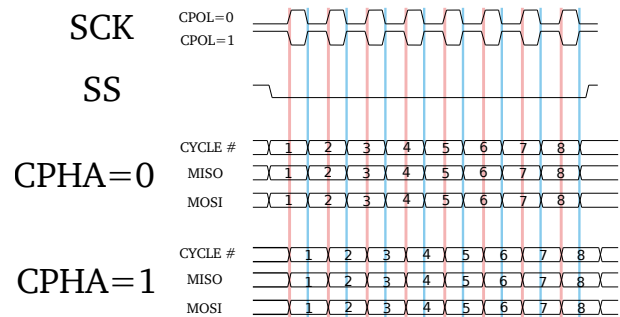 SCK CPOL=0
CPOL=1
SS
CYCLE # 1 2 3 4 5 6 7 8
CPHA=0 MISO 1 2 3 4 5 6 7 8
MOSI 1 2 3 4 5 6 7 8
CYCLE # 1 2 3 4 5 6 7 8
CPHA=1 MISO 1 2 3 4 5 6 7 8
MOSI 1 2 3 4 5 6 7 8